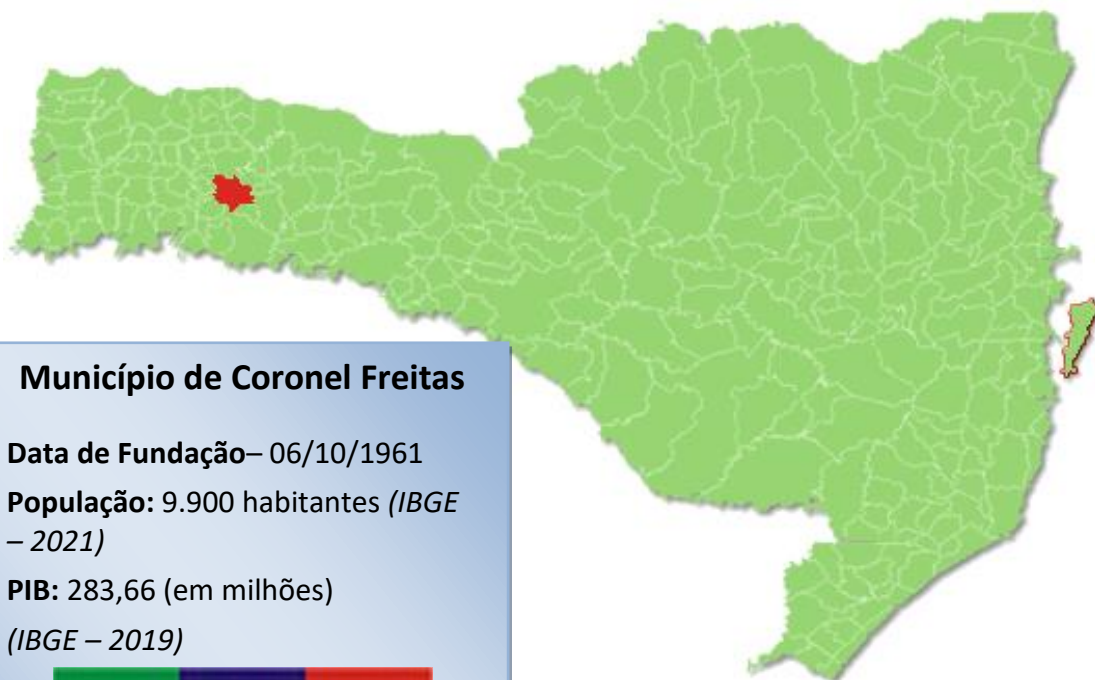 Município de Coronel Freitas
Data de Fundação– 06/10/1961
População: 9.900 habitantes (IBGE
– 2021)
PIB: 283,66 (em milhões)
(IBGE – 2019)